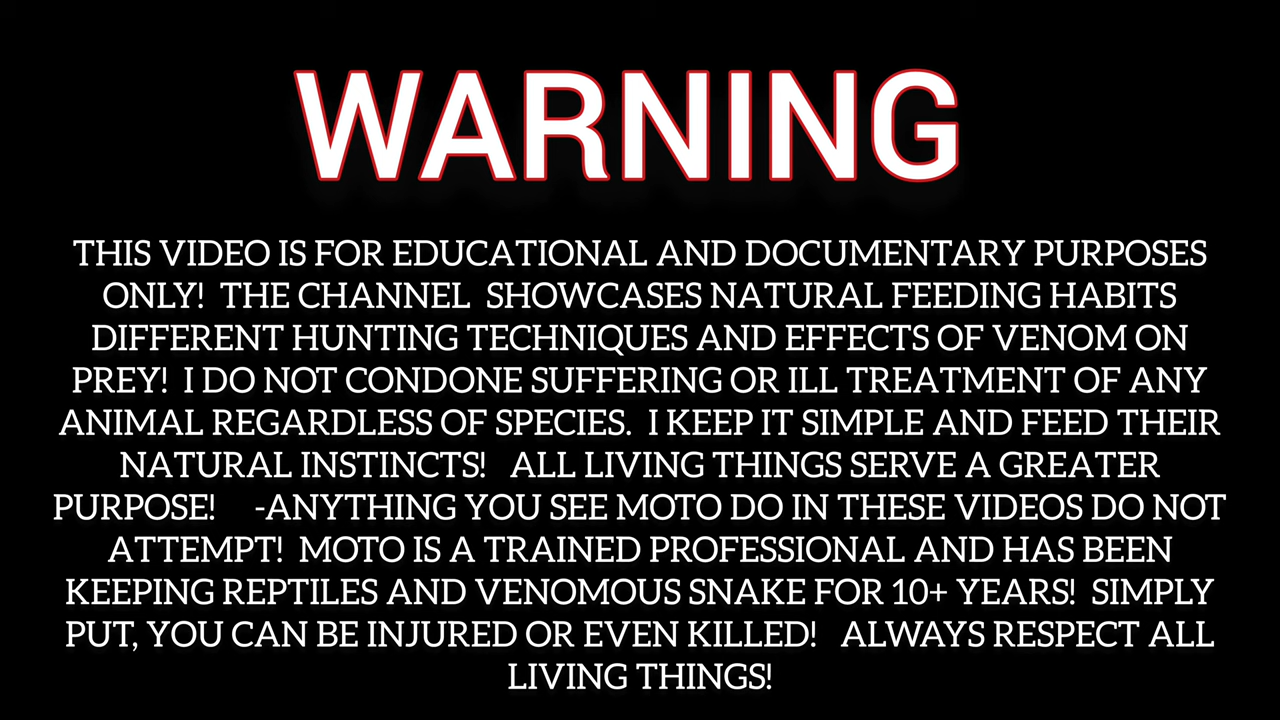 WARNING
THIS VIDEO IS FOR EDUCATIONAL AND DOCUMENTARY PURPOSES
ONLY!  THE CHANNEL  SHOWCASES NATURAL FEEDING HABITS
DIFFERENT HUNTING TECHNIQUES AND EFFECTS OF VENOM ON
PREY!  I DO NOT CONDONE SUFFERING OR ILL TREATMENT OF ANY
ANIMAL REGARDLESS OF SPECIES.  I KEEP IT SIMPLE AND FEED THEIR
NATURAL INSTINCTS!   ALL LIVING THINGS SERVE A GREATER
PURPOSE!     -ANYTHING YOU SEE MOTO DO IN THESE VIDEOS DO NOT
ATTEMPT!  MOTO IS A TRAINED PROFESSIONAL AND HAS BEEN
KEEPING REPTILES AND VENOMOUS SNAKE FOR 10+ YEARS!  SIMPLY
PUT, YOU CAN BE INJURED OR EVEN KILLED!   ALWAYS RESPECT ALL
LIVING THINGS!